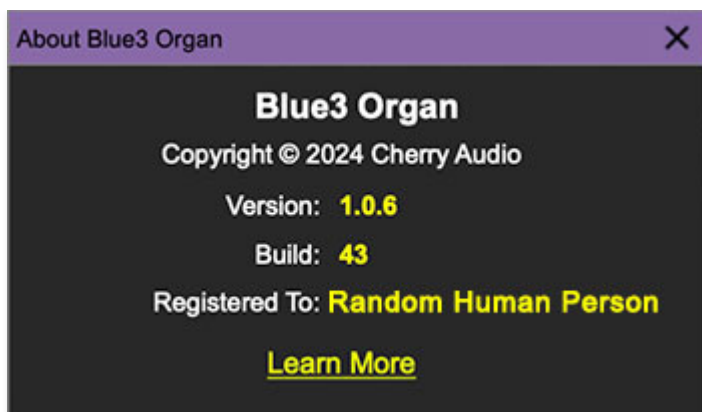 About Blue3 Organ
Blue3 Organ
Copyright © 2024 Cherry Audio
Version: 1.0.6
Build: 43
Registered To: Random Human Person
Learn More